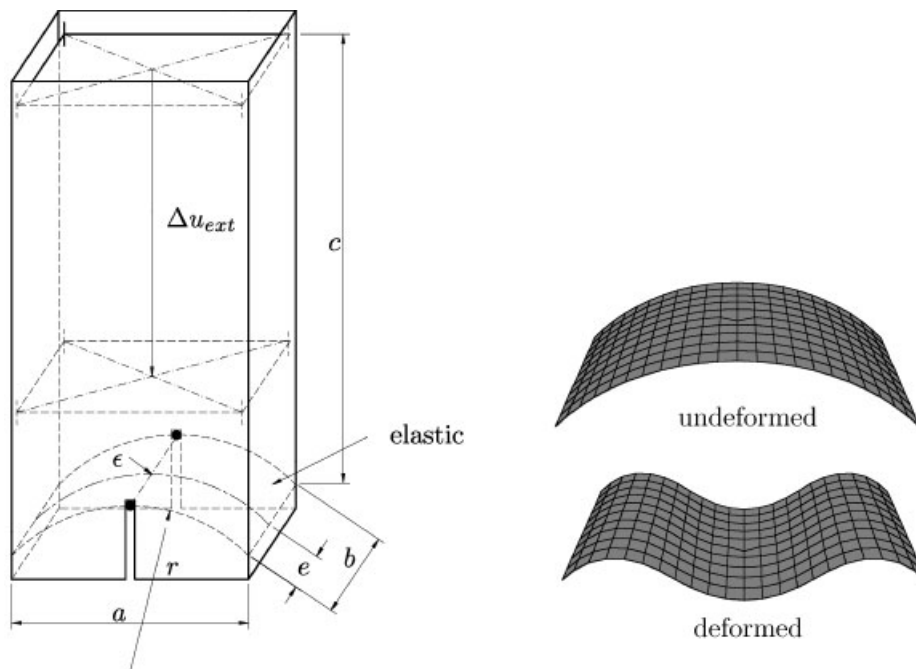 Δu_ext
c
elastic
ϵ
r
e
b
a
undeformed
deformed